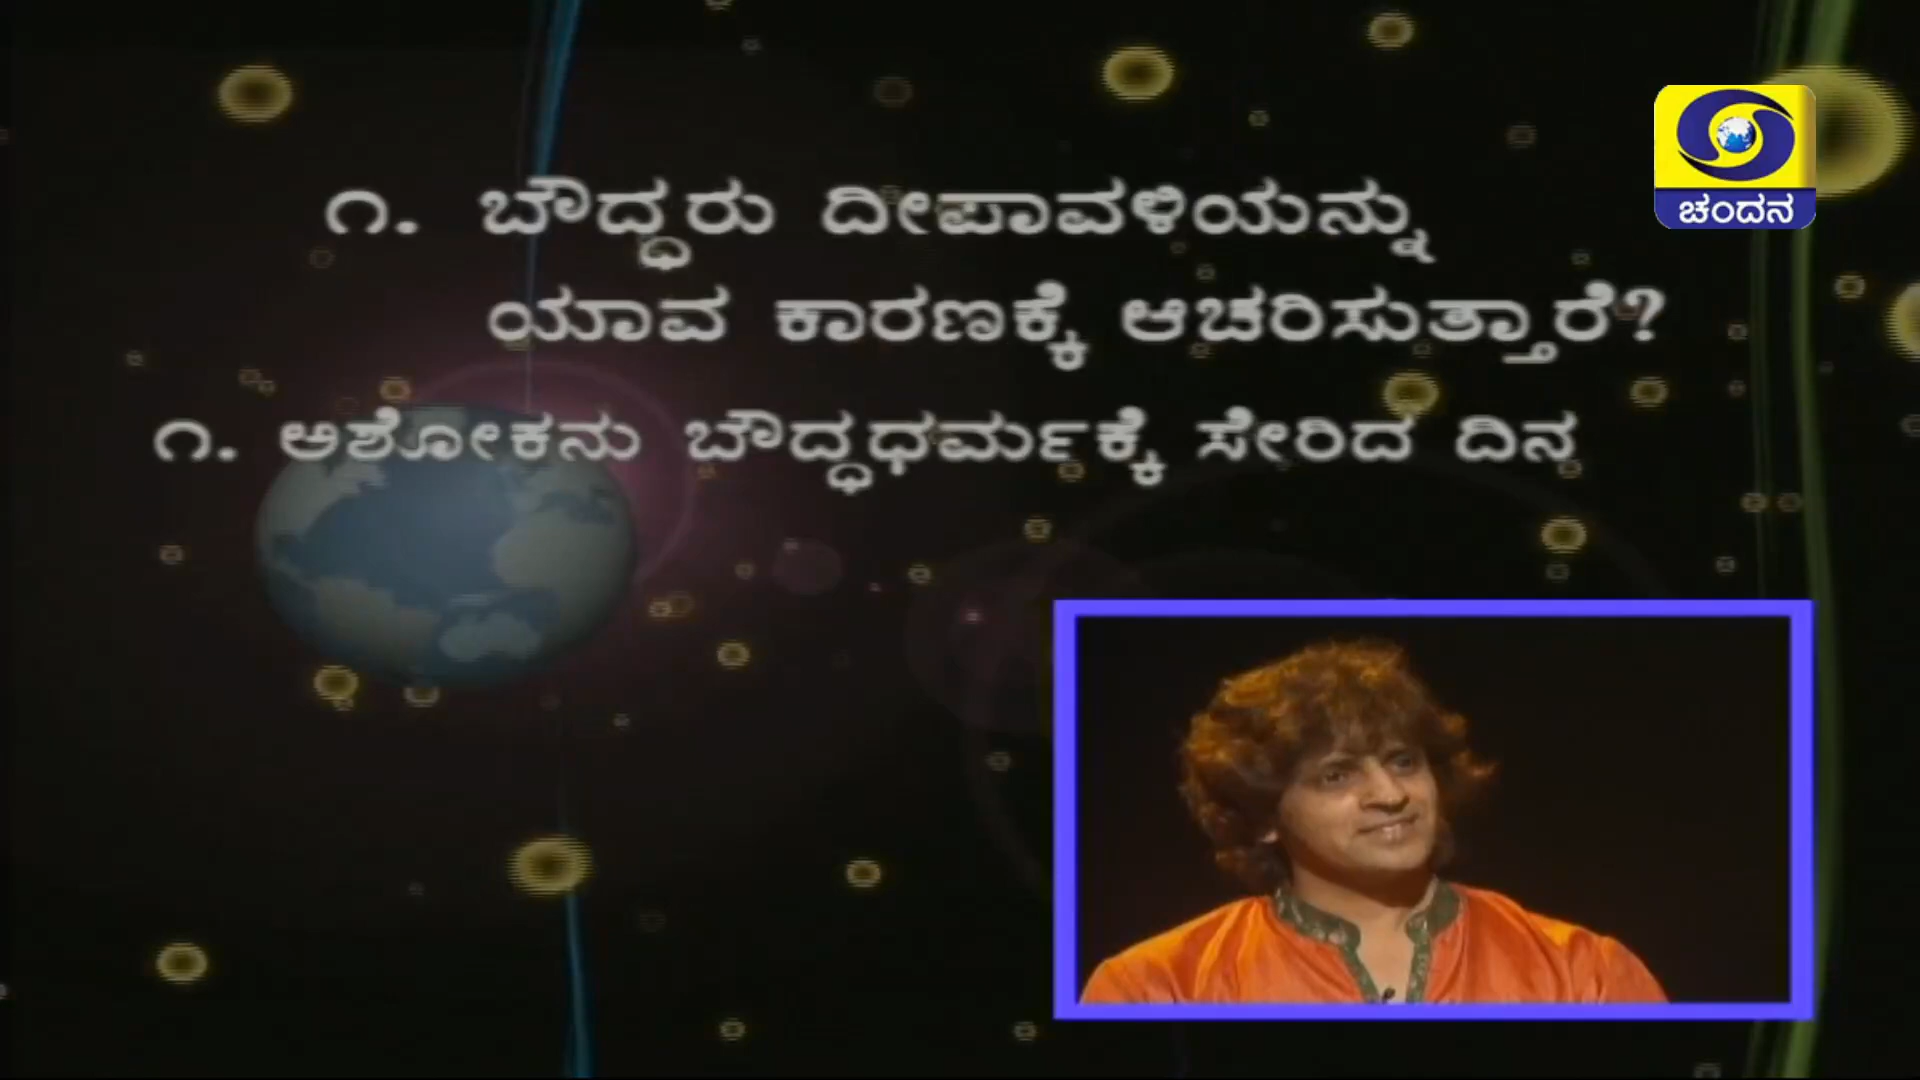 ೧. ಬೌದ್ಧರು ದೀಪಾವಳಿಯನ್ನು
ಯಾವ ಕಾರಣಕ್ಕೆ ಆಚರಿಸುತ್ತಾರೆ?
೧. ಅಶೋಕನು ಬೌದ್ಧಧರ್ಮಕ್ಕೆ ಸೇರಿದ ದಿನ
ಚಂದನ